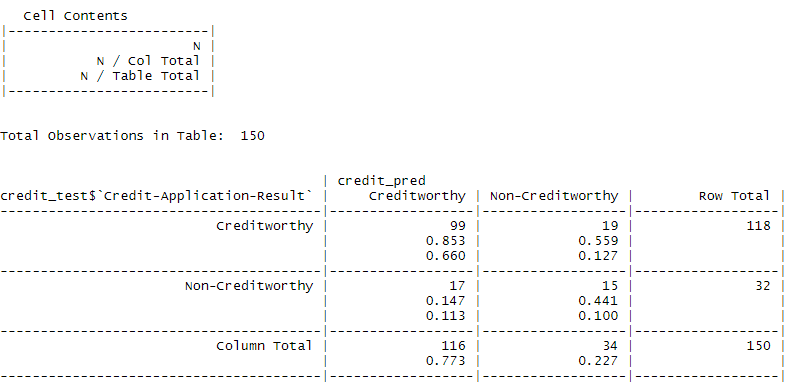 Cell Contents
|-------------------------|
| N |
| N / Col Total |
| N / Table Total |
|-------------------------|
Total Observations in Table: 150
| credit_pred
credit_test$`Credit-Application-Result` | Creditworthy | Non-Creditworthy | Row Total |
----------------------------------------|------------------|------------------|------------------|
Creditworthy | 99 | 19 | 118 |
| 0.853 | 0.559 | |
| 0.660 | 0.127 | |
----------------------------------------|------------------|------------------|------------------|
Non-Creditworthy | 17 | 15 | 32 |
| 0.147 | 0.441 | |
| 0.113 | 0.100 | |
----------------------------------------|------------------|------------------|------------------|
Column Total | 116 | 34 | 150 |
| 0.773 | 0.227 | |
----------------------------------------|------------------|------------------|------------------|